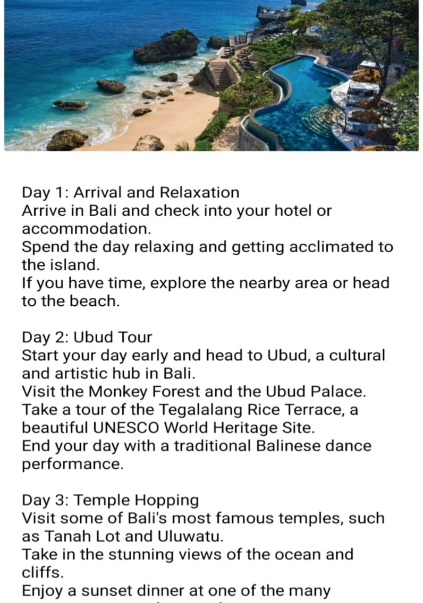 Day 1: Arrival and Relaxation
Arrive in Bali and check into your hotel or
accommodation.
Spend the day relaxing and getting acclimated to
the island.
If you have time, explore the nearby area or head
to the beach.
Day 2: Ubud Tour
Start your day early and head to Ubud, a cultural
and artistic hub in Bali.
Visit the Monkey Forest and the Ubud Palace.
Take a tour of the Tegalalang Rice Terrace, a
beautiful UNESCO World Heritage Site.
End your day with a traditional Balinese dance
performance.
Day 3: Temple Hopping
Visit some of Bali's most famous temples, such
as Tanah Lot and Uluwatu.
Take in the stunning views of the ocean and
cliffs.
Enjoy a sunset dinner at one of the many